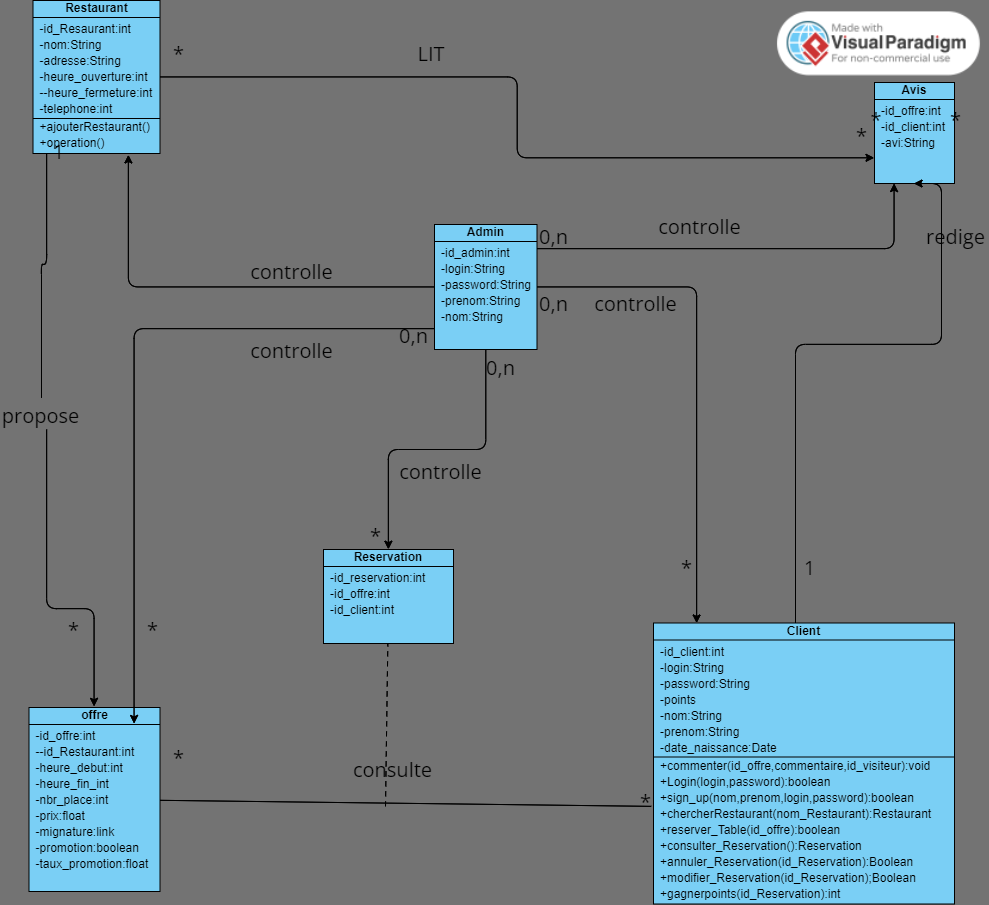 Restaurant
-id_Resaurant:int
-nom:String
-adresse:String
-heure_ouverture:int
--heure_fermeture:int
-telephone:int
+ajouterRestaurant()
+operation()
1
*
LIT
Made with
VisualParadigm
For non-commercial use
Avis
-id_offre:int
-id_client:int
-avi:String
*
*
*
Admin
-id_admin:int
-login:String
-password:String
-prenom:String
-nom:String
0,n
controlle
redige
controlle
0,n
controlle
0,n
controlle
0,n
controlle
propose
*
Reservation
-id_reservation:int
-id_offre:int
-id_client:int
*
1
*
*
offre
-id_offre:int
--id_Restaurant:int
-heure_debut:int
-heure_fin_int
-nbr_place:int
-prix:float
-mignature:link
-promotion:boolean
-taux_promotion:float
*
consulte
*
Client
-id_client:int
-login:String
-password:String
-points
-nom:String
-prenom:String
-date_naissance:Date
+commenter(id_offre,commentaire,id_visiteur):void
+Login(login,password):boolean
+sign_up(nom,prenom,login,password):boolean
+chercherRestaurant(nom_Restaurant):Restaurant
+reserver_Table(id_offre):boolean
+consulter_Reservation():Reservation
+annuler_Reservation(id_Reservation):Boolean
+modifier_Reservation(id_Reservation);Boolean
+gagnerpoints(id_Reservation):int